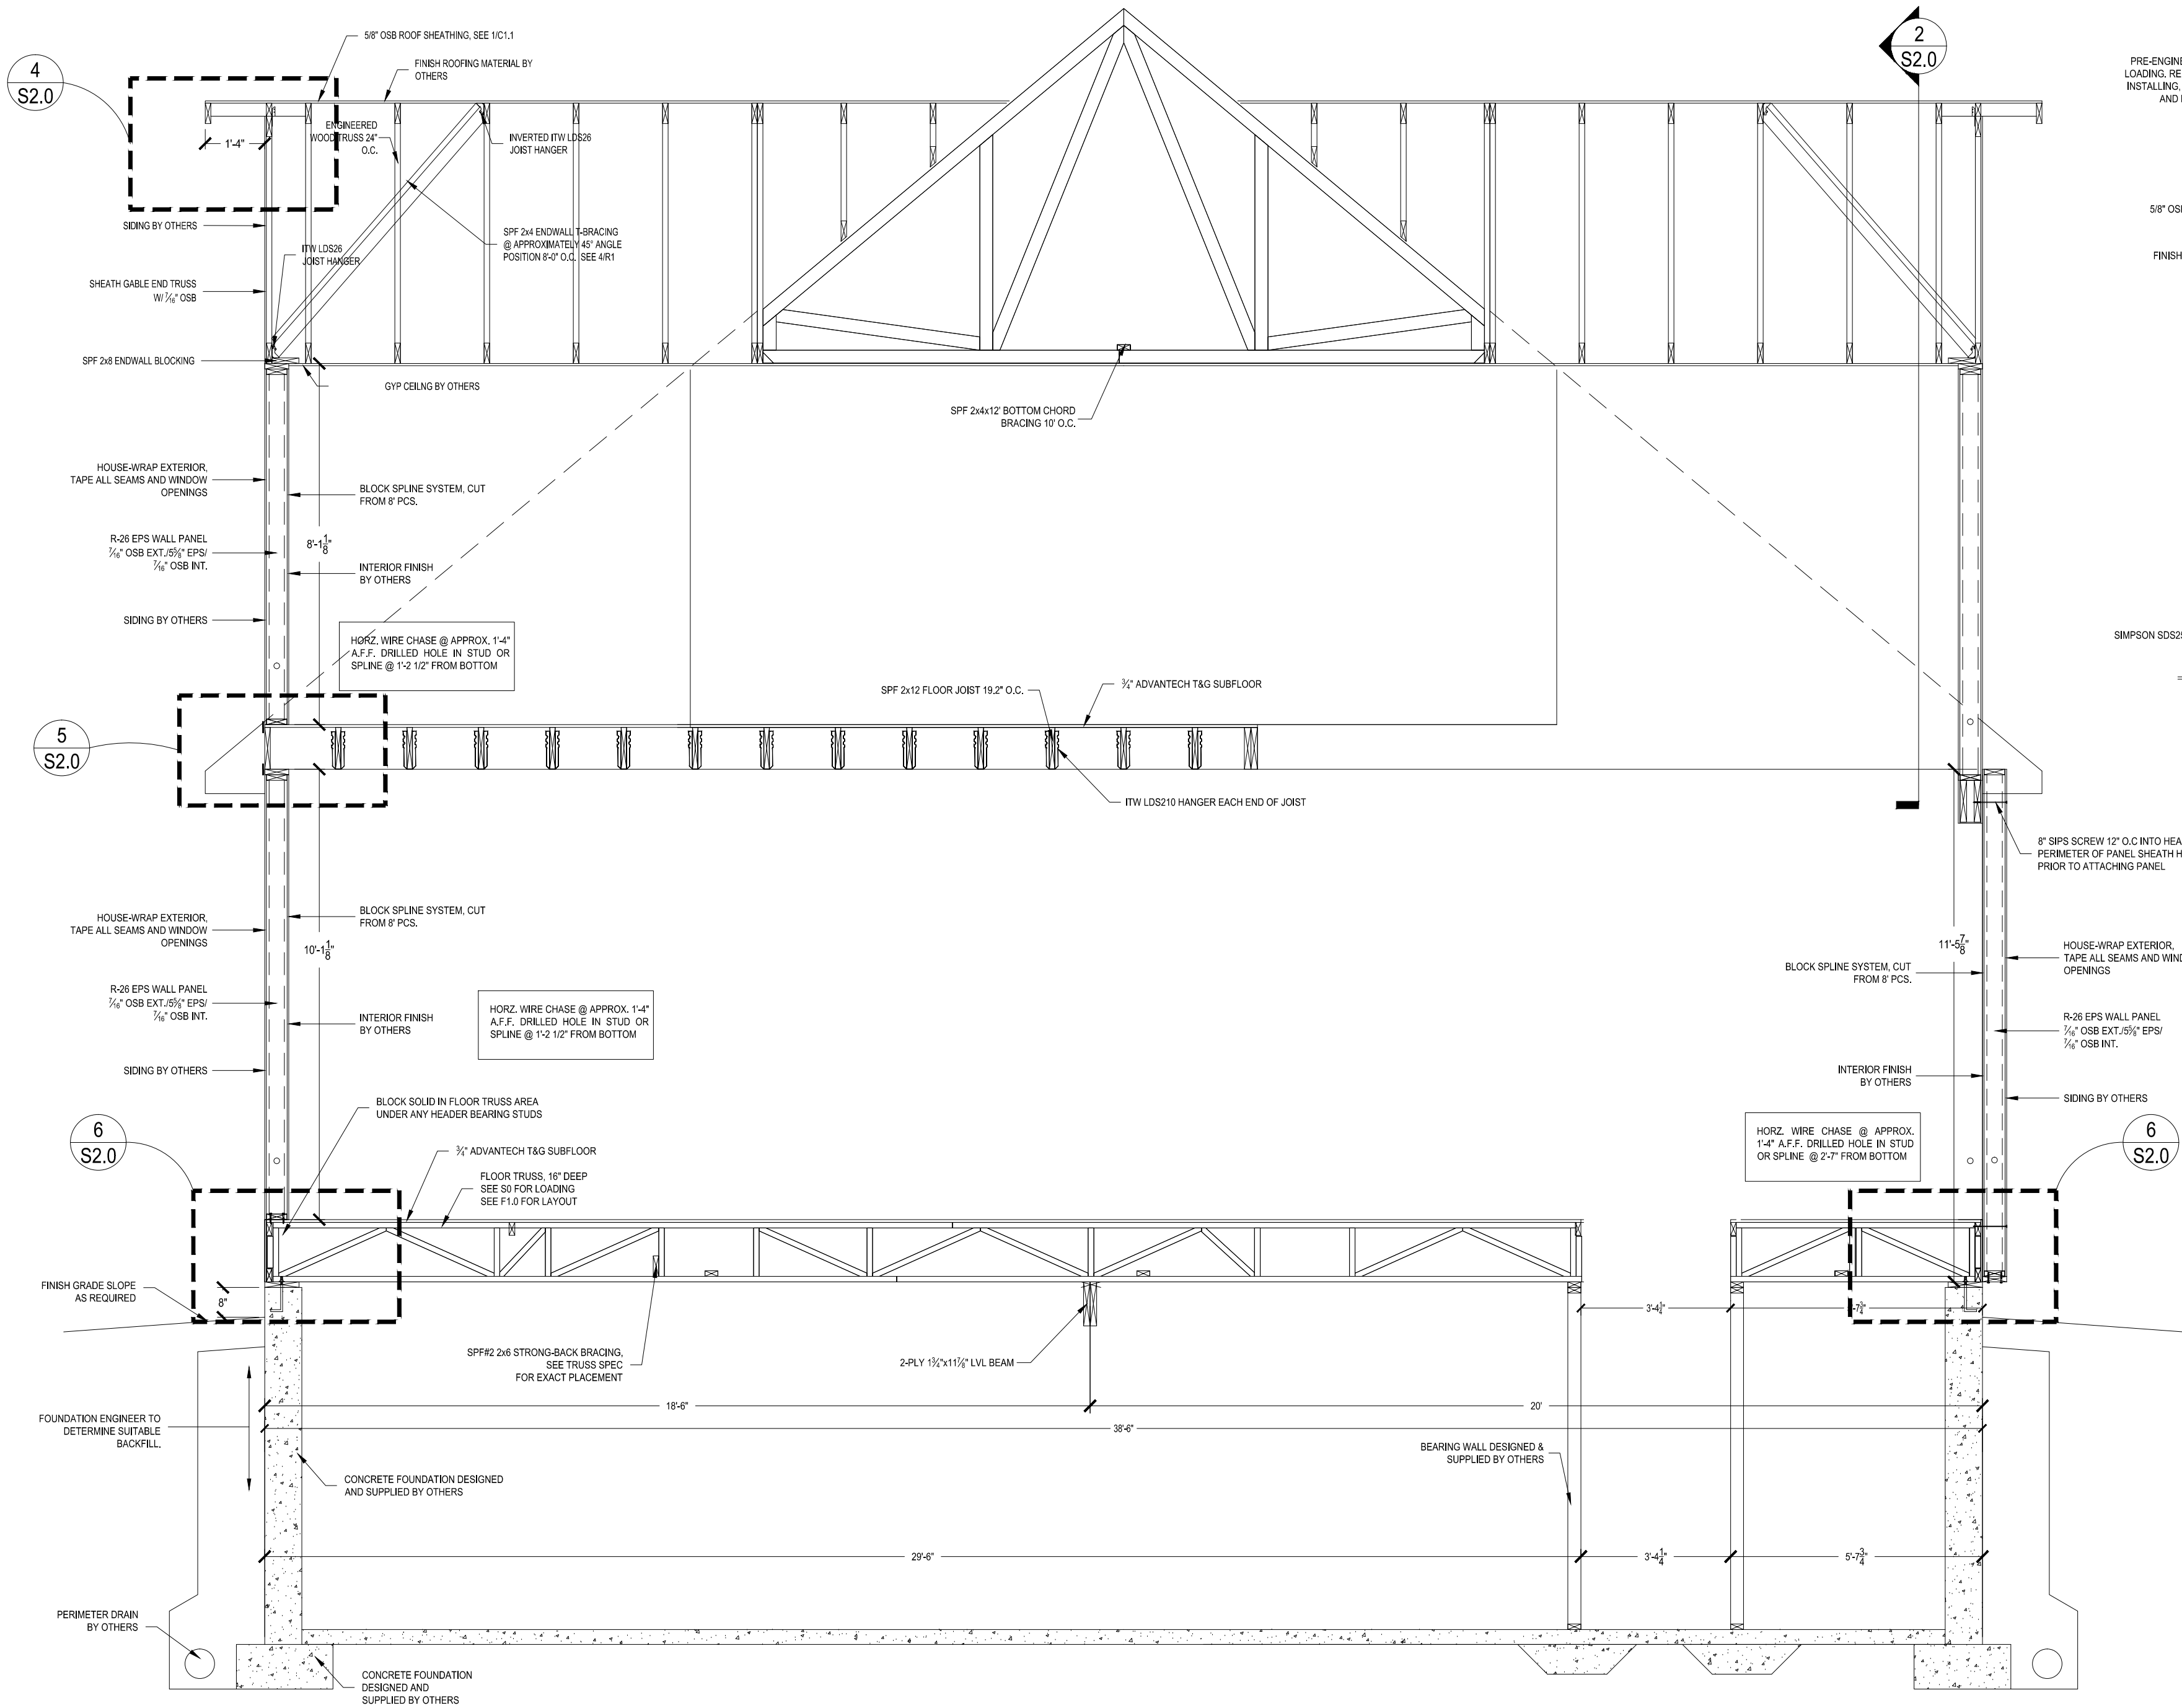 4
S2.0
5/8" OSB ROOF SHEATHING, SEE 1/C1.1
FINISH ROOFING MATERIAL BY
OTHERS
2
S2.0
PRE-ENGINE
LOADING. RE
INSTALLING,
AND
1'-4"
ENGINEERED
WOOD TRUSS 24"
O.C.
INVERTED ITW LDS26
JOIST HANGER
SIDING BY OTHERS
ITW LDS26
JOIST HANGER
SPF 2x4 ENDWALL T-BRACING
@ APPROXIMATELY 45° ANGLE
POSITION 8'-0" O.C. SEE 4/R1
5/8" OSI
FINISH
SHEATH GABLE END TRUSS
W/ 7/16" OSB
SPF 2x8 ENDWALL BLOCKING
GYP CEILNG BY OTHERS
SPF 2x4x12' BOTTOM CHORD
BRACING 10' O.C.
HOUSE-WRAP EXTERIOR,
TAPE ALL SEAMS AND WINDOW
OPENINGS
BLOCK SPLINE SYSTEM, CUT
FROM 8' PCS.
R-26 EPS WALL PANEL
7/16" OSB EXT./5⅝" EPS/
7/16" OSB INT.
8'-1 1/8"
INTERIOR FINISH
BY OTHERS
SIDING BY OTHERS
HORZ. WIRE CHASE @ APPROX. 1'-4"
A.F.F. DRILLED HOLE IN STUD OR
SPLINE @ 1'-2 1/2" FROM BOTTOM
SIMPSON SDS25
5
S2.0
SPF 2x12 FLOOR JOIST 19.2" O.C.
¾" ADVANTECH T&G SUBFLOOR
ITW LDS210 HANGER EACH END OF JOIST
8" SIPS SCREW 12" O.C INTO HEA
PERIMETER OF PANEL SHEATH H
PRIOR TO ATTACHING PANEL
HOUSE-WRAP EXTERIOR,
TAPE ALL SEAMS AND WINDOW
OPENINGS
BLOCK SPLINE SYSTEM, CUT
FROM 8' PCS.
10'-1 1/8"
R-26 EPS WALL PANEL
7/16" OSB EXT./5⅝" EPS/
7/16" OSB INT.
INTERIOR FINISH
BY OTHERS
SIDING BY OTHERS
HORZ. WIRE CHASE @ APPROX. 1'-4"
A.F.F. DRILLED HOLE IN STUD OR
SPLINE @ 1'-2 1/2" FROM BOTTOM
11'-5 7/8"
BLOCK SPLINE SYSTEM, CUT
FROM 8' PCS.
HOUSE-WRAP EXTERIOR,
TAPE ALL SEAMS AND WIND
OPENINGS
R-26 EPS WALL PANEL
7/16" OSB EXT./5⅝" EPS/
7/16" OSB INT.
INTERIOR FINISH
BY OTHERS
SIDING BY OTHERS
HORZ. WIRE CHASE @ APPROX.
1'-4" A.F.F. DRILLED HOLE IN STUD
OR SPLINE @ 2'-7" FROM BOTTOM
6
S2.0
6
S2.0
BLOCK SOLID IN FLOOR TRUSS AREA
UNDER ANY HEADER BEARING STUDS
¾" ADVANTECH T&G SUBFLOOR
FLOOR TRUSS, 16" DEEP
SEE S0 FOR LOADING
SEE F1.0 FOR LAYOUT
FINISH GRADE SLOPE
AS REQUIRED
8"
3'-4¼"
-7¾"
SPF#2 2x6 STRONG-BACK BRACING,
SEE TRUSS SPEC
FOR EXACT PLACEMENT
2-PLY 1¾"x11⅞" LVL BEAM
18'-6"
20'
38'-6"
FOUNDATION ENGINEER TO
DETERMINE SUITABLE
BACKFILL.
BEARING WALL DESIGNED &
SUPPLIED BY OTHERS
CONCRETE FOUNDATION DESIGNED
AND SUPPLIED BY OTHERS
29'-6"
3'-4 1/4"
5'-7 3/4"
PERIMETER DRAIN
BY OTHERS
CONCRETE FOUNDATION
DESIGNED AND
SUPPLIED BY OTHERS